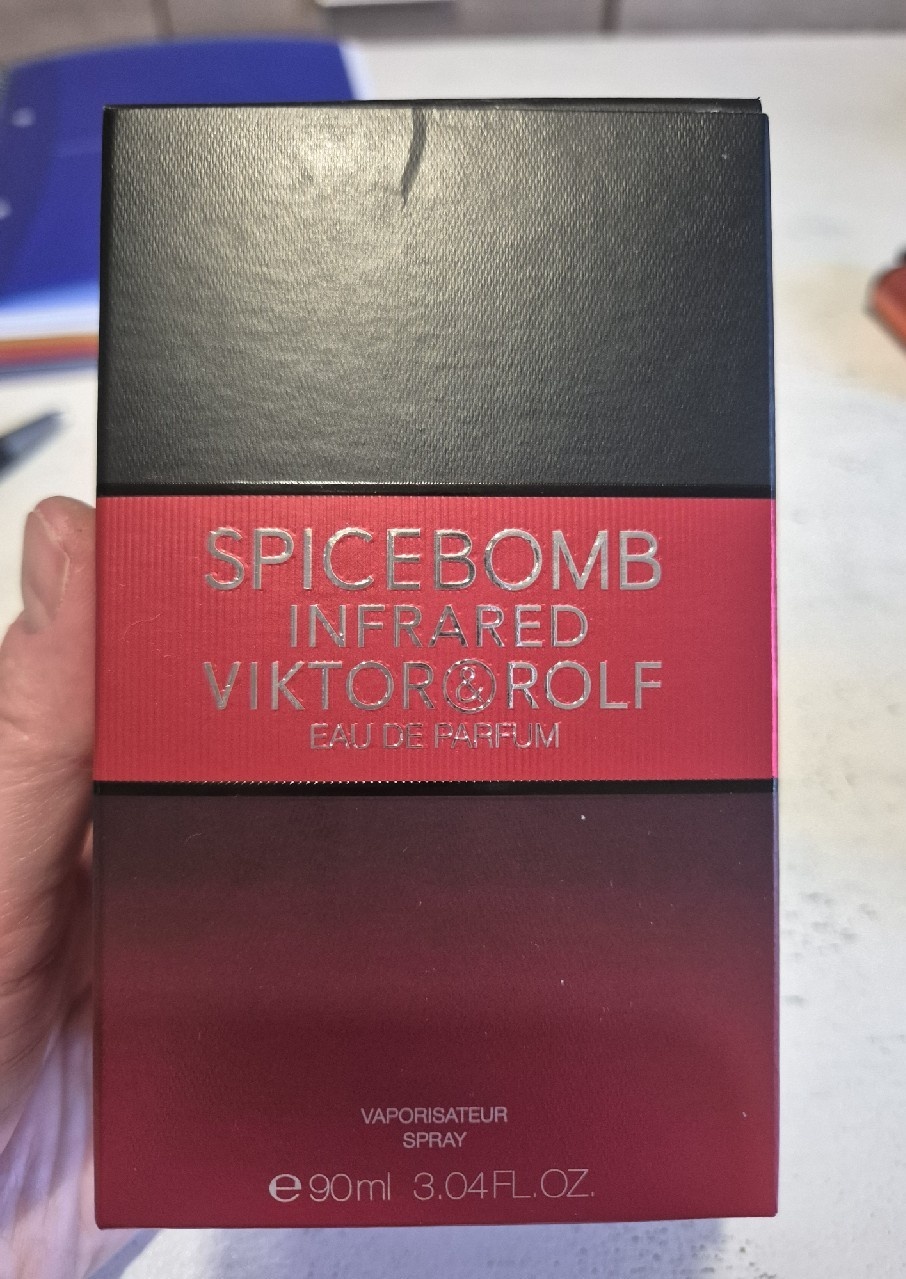 SPICEBOMB
INFRARED
VIKTOR&ROLF
EAU DE PARFUM
VAPORISATEUR
SPRAY
℮90ml 3.04FL.OZ.